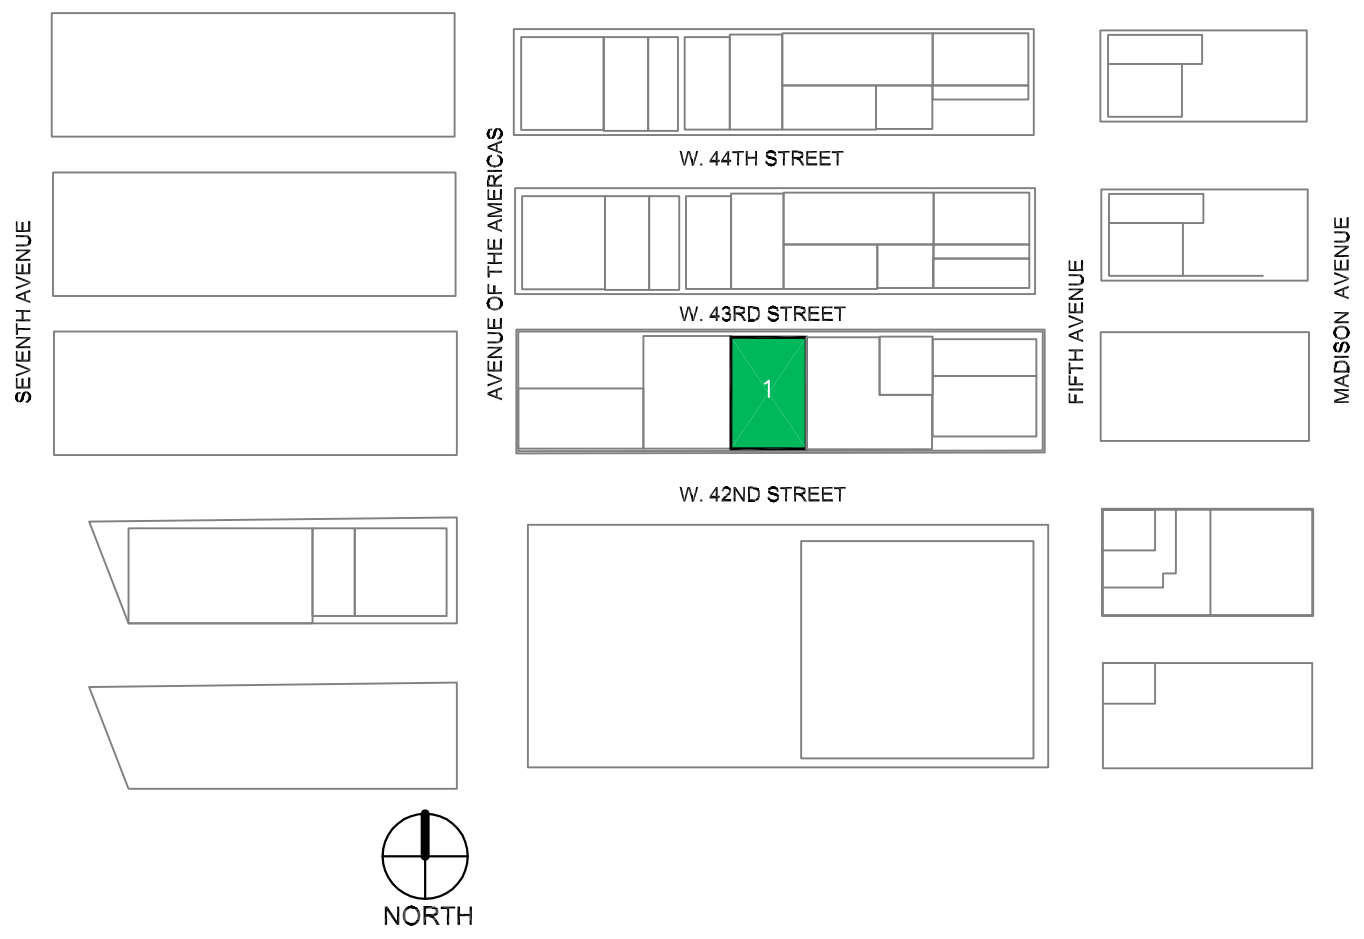 W. 44TH STREET
SEVENTH AVENUE
AVENUE OF THE AMERICAS
W. 43RD STREET
FIFTH AVENUE
MADISON AVENUE
1
W. 42ND STREET
NORTH